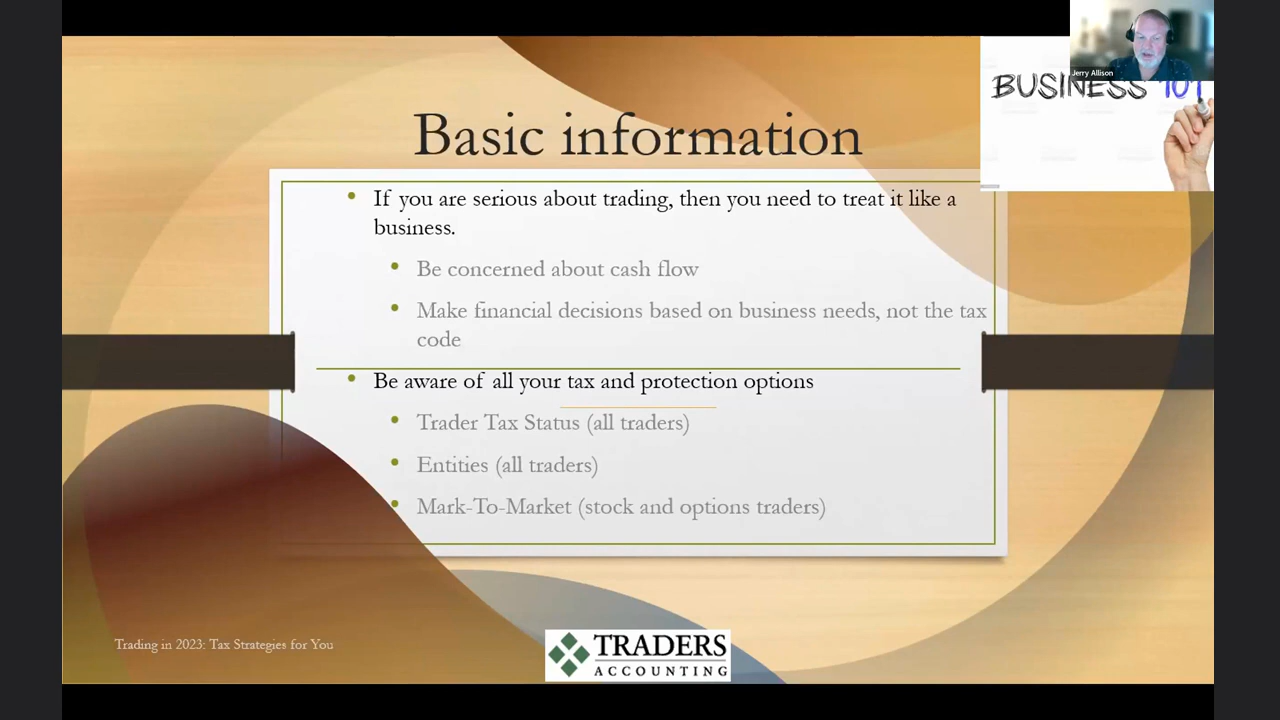 Jerry Allison
BUSINESS 101
Basic information
• If you are serious about trading, then you need to treat it like a
business.
• Be concerned about cash flow
• Make financial decisions based on business needs, not the tax
code
• Be aware of all your tax and protection options
• Trader Tax Status (all traders)
• Entities (all traders)
• Mark-To-Market (stock and options traders)
Trading in 2023: Tax Strategies for You
TRADERS
ACCOUNTING